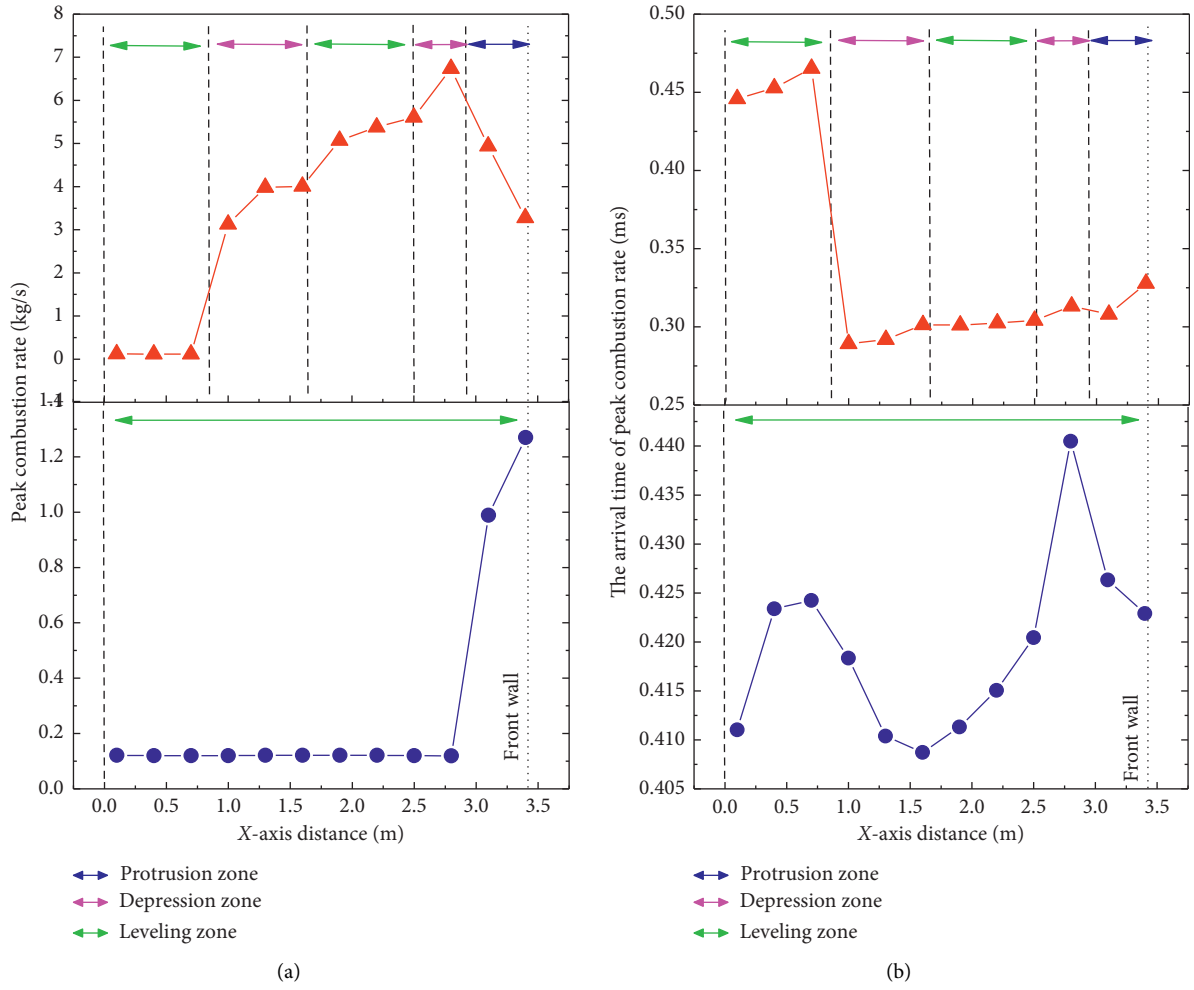 8
7
6
5
4
3
2
1
0
-1
1.4
1.2
1.0
0.8
0.6
0.4
0.2
0.0
Peak combustion rate (kg/s)
Front wall
0.0 0.5 1.0 1.5 2.0 2.5 3.0 3.5
X-axis distance (m)
Protrusion zone
Depression zone
Leveling zone
(a)
0.50
0.45
0.40
0.35
0.30
0.25
0.440
0.435
0.430
0.425
0.420
0.415
0.410
0.405
The arrival time of peak combustion rate (ms)
Front wall
0.0 0.5 1.0 1.5 2.0 2.5 3.0 3.5
X-axis distance (m)
Protrusion zone
Depression zone
Leveling zone
(b)